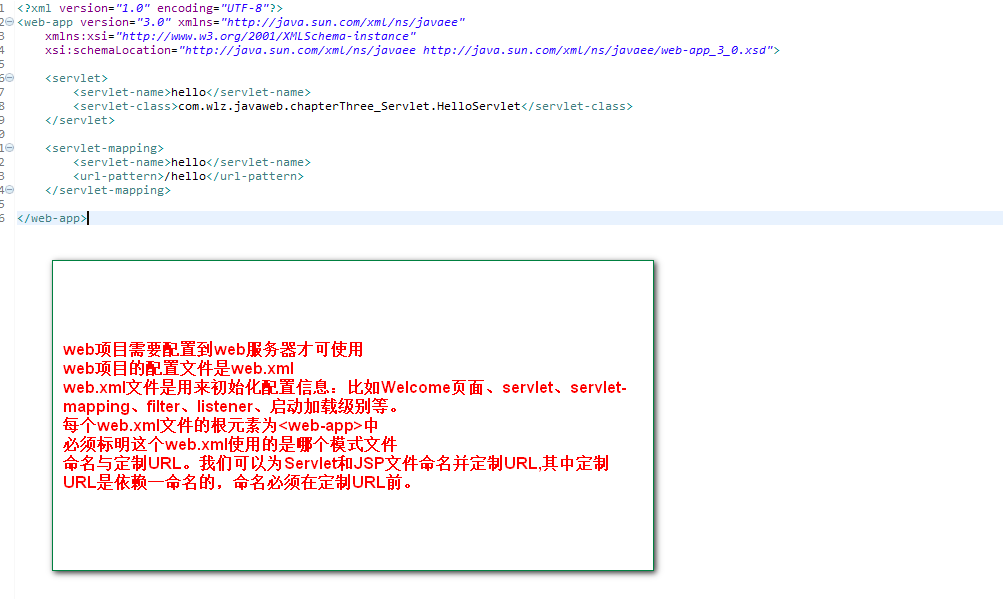 1 <?xml version="1.0" encoding="UTF-8"?>
2 <web-app version="3.0" xmlns="http://java.sun.com/xml/ns/javaee"
3 xmlns:xsi="http://www.w3.org/2001/XMLSchema-instance"
4 xsi:schemaLocation="http://java.sun.com/xml/ns/javaee http://java.sun.com/xml/ns/javaee/web-app_3_0.xsd">
5
6 <servlet>
7 <servlet-name>hello</servlet-name>
8 <servlet-class>com.wlz.javaweb.chapterThree_Servlet.HelloServlet</servlet-class>
9 </servlet>
0
1 <servlet-mapping>
2 <servlet-name>hello</servlet-name>
3 <url-pattern>/hello</url-pattern>
4 </servlet-mapping>
5
6 </web-app>
web项目需要配置到web服务器才可使用
web项目的配置文件是web.xml
web.xml文件是用来初始化配置信息：比如Welcome页面、servlet、servlet-
mapping、filter、listener、启动加载级别等。
每个web.xml文件的根元素为<web-app>中
必须标明这个web.xml使用的是哪个模式文件
命名与定制URL。我们可以为Servlet和JSP文件命名并定制URL,其中定制
URL是依赖一命名的，命名必须在定制URL前。